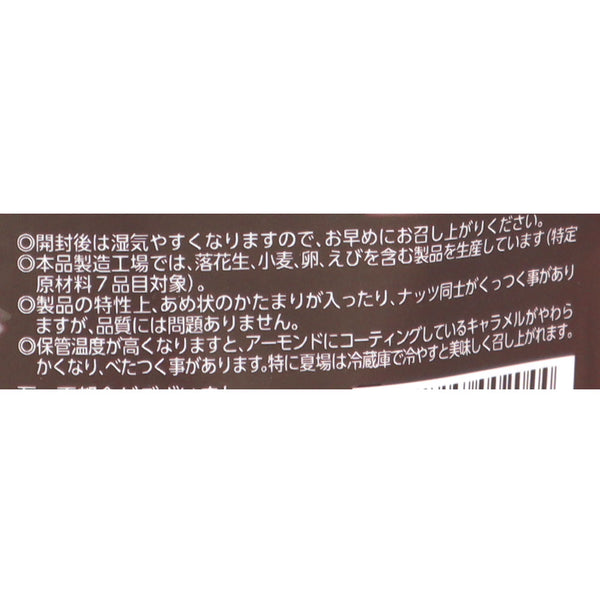 ◎開封後は湿気やすくなりますので、お早めにお召し上がりください。
◎本品製造工場では、落花生、小麦、卵、えびを含む製品を生産しています(特定
原材料7品目対象)。
◎製品の特性上、あめ状のかたまりが入ったり、ナッツ同士がくっつく事があり
ますが、品質には問題ありません。
◎保管温度が高くなりますと、アーモンドにコーティングしているキャラメルがやわら
かくなり、べたつく事があります。特に夏場は冷蔵庫で冷やすと美味しく召し上がれます。